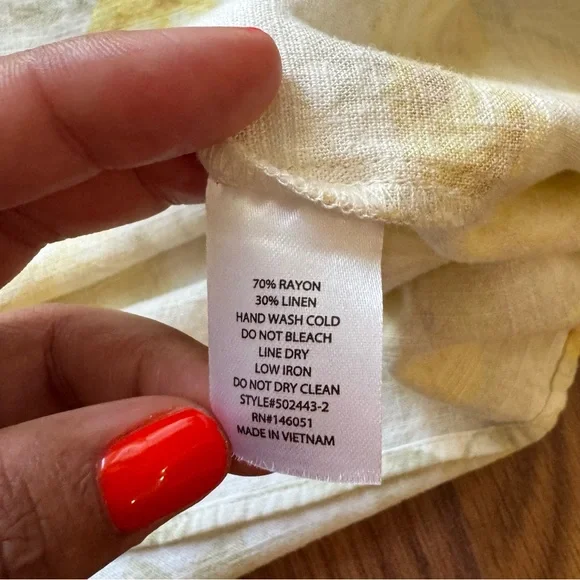 70% RAYON
30% LINEN
HAND WASH COLD
DO NOT BLEACH
LINE DRY
LOW IRON
DO NOT DRY CLEAN
STYLE#S02443-2
RN#146051
MADE IN VIETNAM